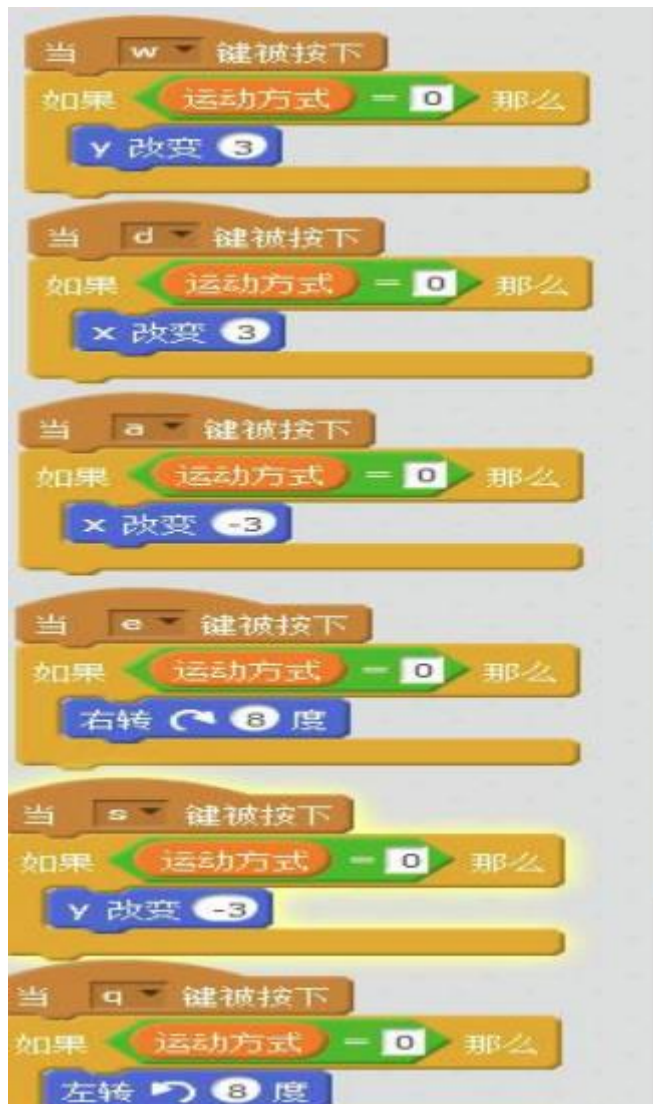 当 w 键被按下
如果 运动方式 = 0 那么
y 改变 3
当 d 键被按下
如果 运动方式 = 0 那么
x 改变 3
当 a 键被按下
如果 运动方式 = 0 那么
x 改变 -3
当 e 键被按下
如果 运动方式 = 0 那么
右转 8 度
当 s 键被按下
如果 运动方式 = 0 那么
y 改变 -3
当 q 键被按下
如果 运动方式 = 0 那么
左转 8 度